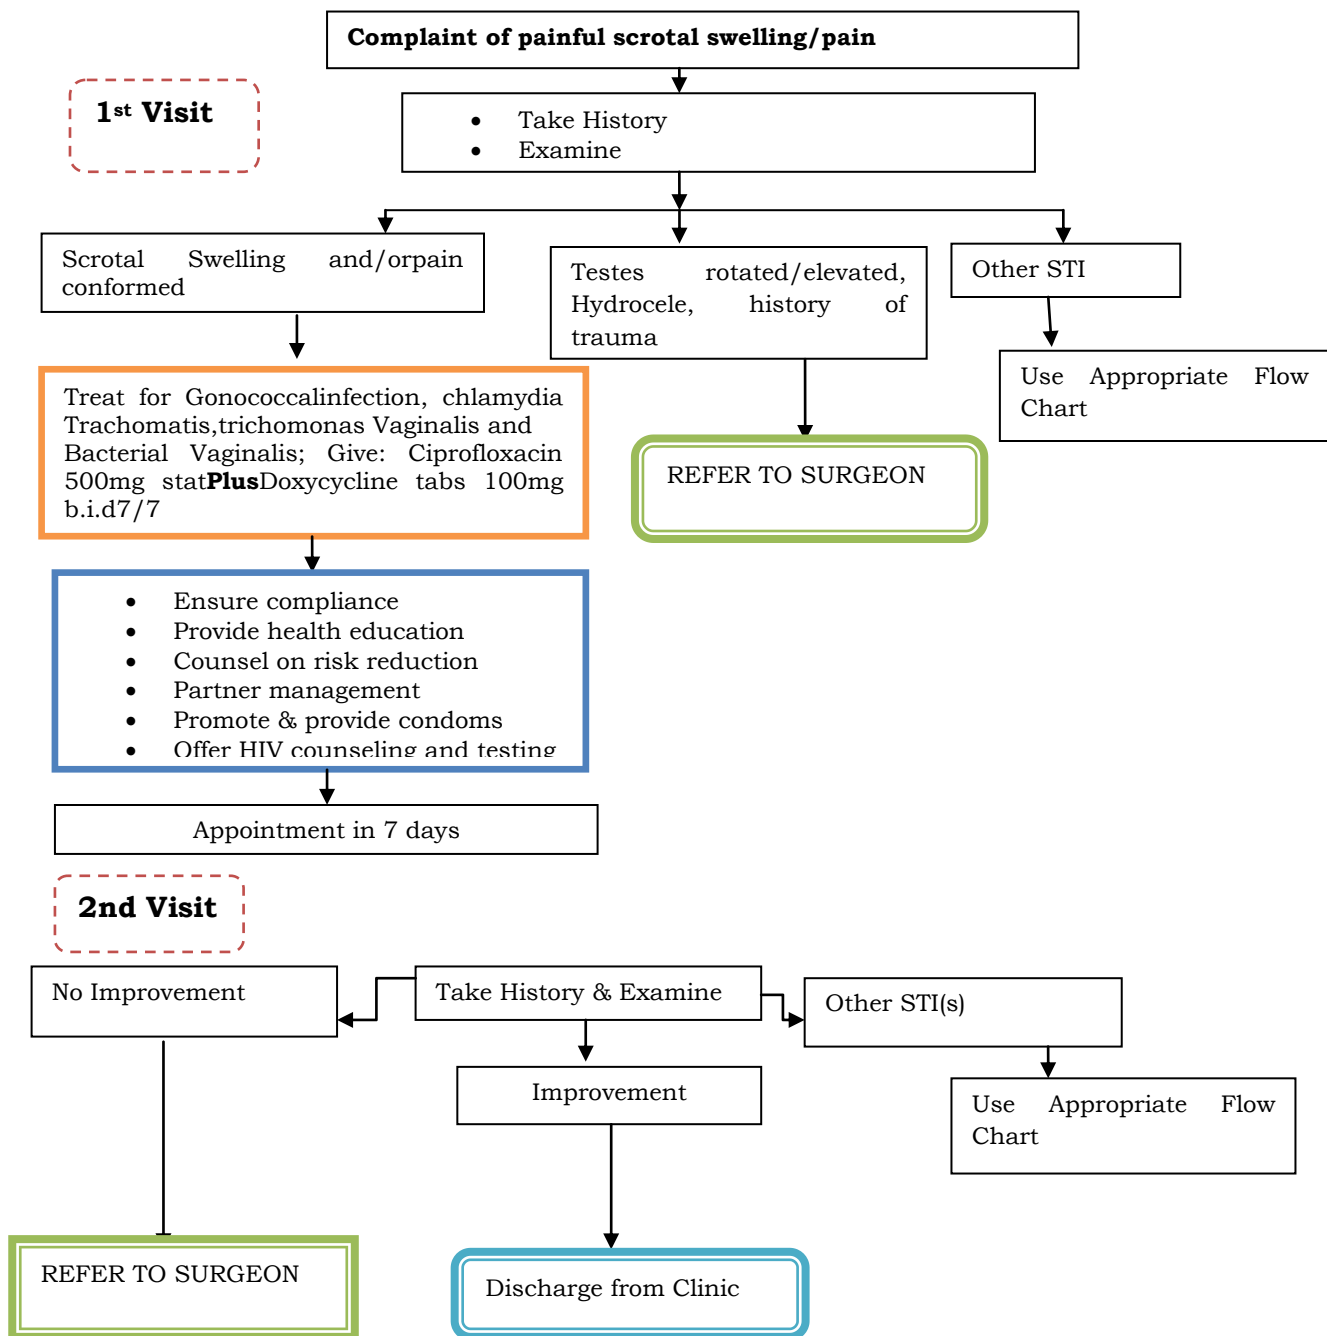 Complaint of painful scrotal swelling/pain
1st Visit
• Take History
• Examine
Scrotal Swelling and/orpain
conformed
Testes rotated/elevated,
Hydrocele, history of
trauma
Other STI
Use Appropriate Flow
Chart
Treat for Gonococcalinfection, chlamydia
Trachomatis,trichomonas Vaginalis and
Bacterial Vaginalis; Give: Ciprofloxacin
500mg statPlusDoxycycline tabs 100mg
b.i.d7/7
REFER TO SURGEON
• Ensure compliance
• Provide health education
• Counsel on risk reduction
• Partner management
• Promote & provide condoms
• Offer HIV counseling and testing
Appointment in 7 days
2nd Visit
No Improvement
Take History & Examine
Other STI(s)
Improvement
Use Appropriate Flow
Chart
REFER TO SURGEON
Discharge from Clinic